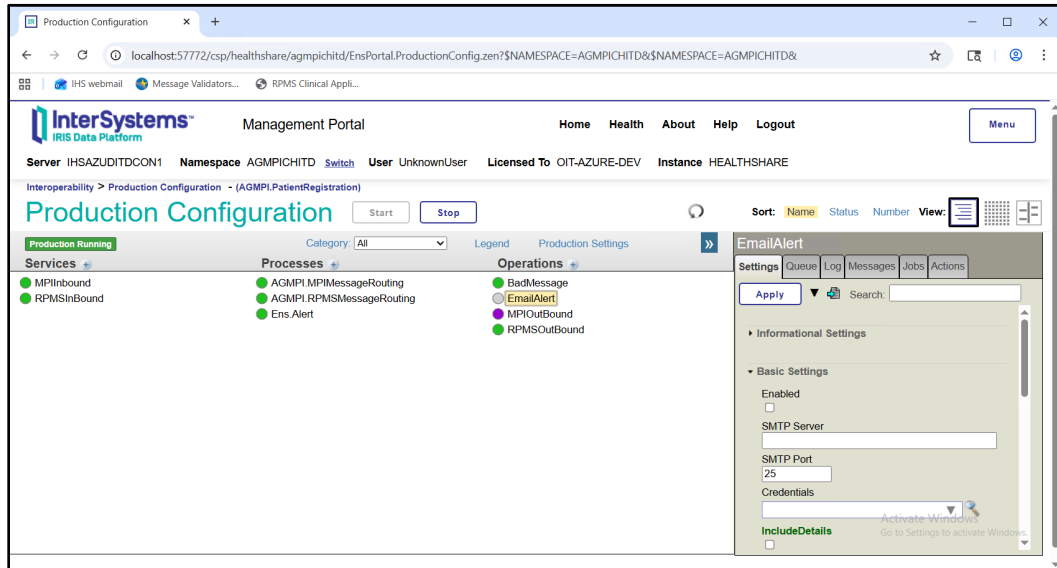 Production Configuration
localhost:57772/csp/healthshare/agmpichitd/EnsPortal.ProductionConfig.zen?$NAMESPACE=AGMPICHITD&$NAMESPACE=AGMPICHITD&
IHS webmail Message Validators... RPMS Clinical Appli...
InterSystems™ Management Portal Home Health About Help Logout Menu
IRIS Data Platform
Server IHSAZUDITDCON1 Namespace AGMPICHITD Switch User UnknownUser Licensed To OIT-AZURE-DEV Instance HEALTHSHARE
Interoperability > Production Configuration - (AGMPI.PatientRegistration)
Production Configuration Start Stop Sort: Name Status Number View:
Production Running Category: All Legend Production Settings » EmailAlert
Services Processes Operations Settings Queue Log Messages Jobs Actions
MPIInbound AGMPI.MPIMessageRouting BadMessage
RPMSInBound AGMPI.RPMSMessageRouting EmailAlert
Ens.Alert MPIOutBound
RPMSOutBound
Apply Search:
Informational Settings
Basic Settings
Enabled
SMTP Server
SMTP Port
25
Credentials
IncludeDetails
Activate Windows
Go to Settings to activate Windows.